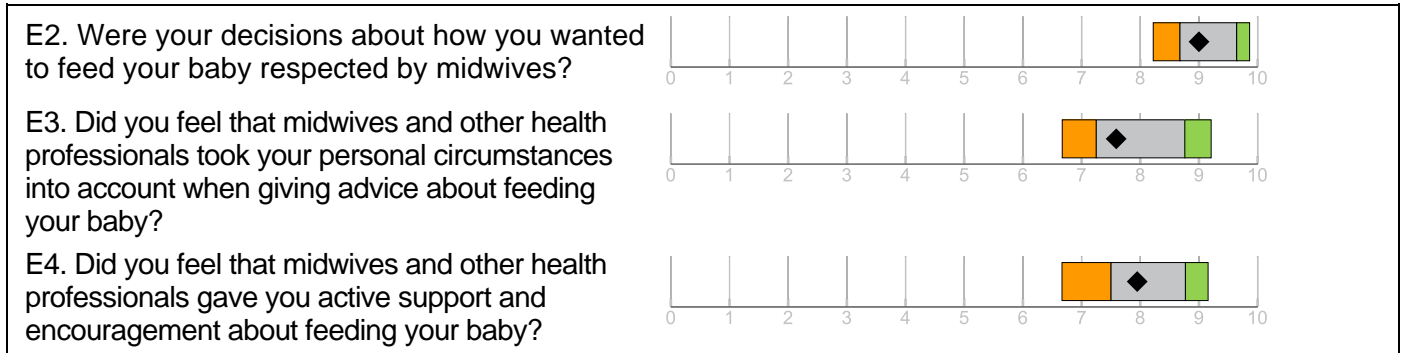 E2. Were your decisions about how you wanted
to feed your baby respected by midwives?
0 1 2 3 4 5 6 7 8 9 10
E3. Did you feel that midwives and other health
professionals took your personal circumstances
into account when giving advice about feeding
your baby?
0 1 2 3 4 5 6 7 8 9 10
E4. Did you feel that midwives and other health
professionals gave you active support and
encouragement about feeding your baby?
0 1 2 3 4 5 6 7 8 9 10